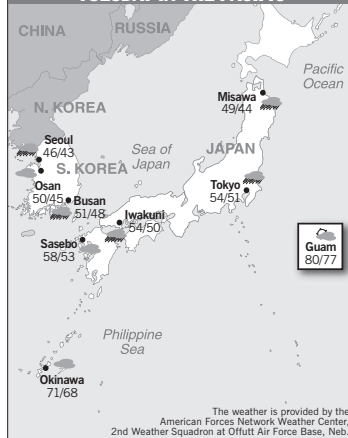 CHINA
RUSSIA
Pacific
Ocean
Misawa
49/44
N. KOREA
Seoul
46/43
Sea of
Japan
JAPAN
S. KOREA
Osan
50/45
Busan
51/48
Tokyo
54/51
Iwakuni
54/50
Sasebo
58/53
Guam
80/77
Philippine
Sea
Okinawa
71/68
The weather is provided by the
American Forces Network Weather Center,
2nd Weather Squadron at Offutt Air Force Base, Neb.